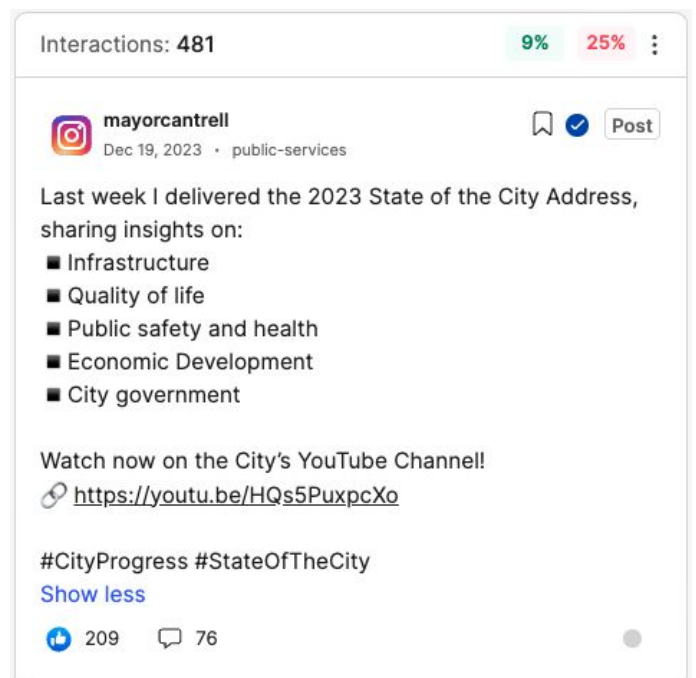 Interactions: 481 9% 25%
mayorcantrell
Post
Dec 19, 2023 • public-services
Last week I delivered the 2023 State of the City Address,
sharing insights on:
◾Infrastructure
◾Quality of life
◾Public safety and health
◾Economic Development
◾City government
Watch now on the City’s YouTube Channel!
🔗 https://youtu.be/HQs5PuxpcXo
#CityProgress #StateOfTheCity
Show less
209 76